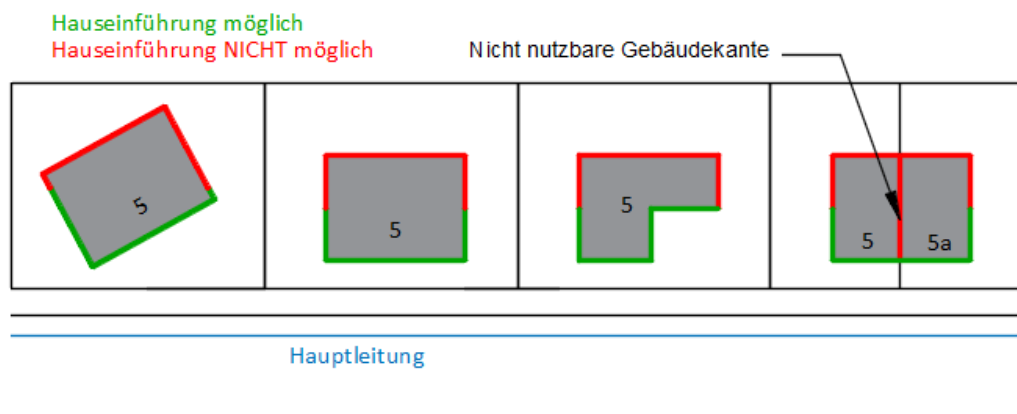 Hauseinführung möglich
Hauseinführung NICHT möglich
Nicht nutzbare Gebäudekante
5
5
5
5
5a
Hauptleitung